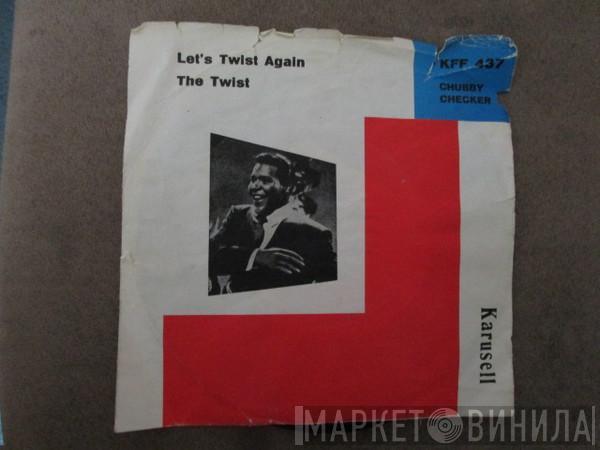 Let's Twist Again
The Twist
KFF 437
CHUBBY
CHECKER
Karusell
МАРКЕТ ВИНИЛА